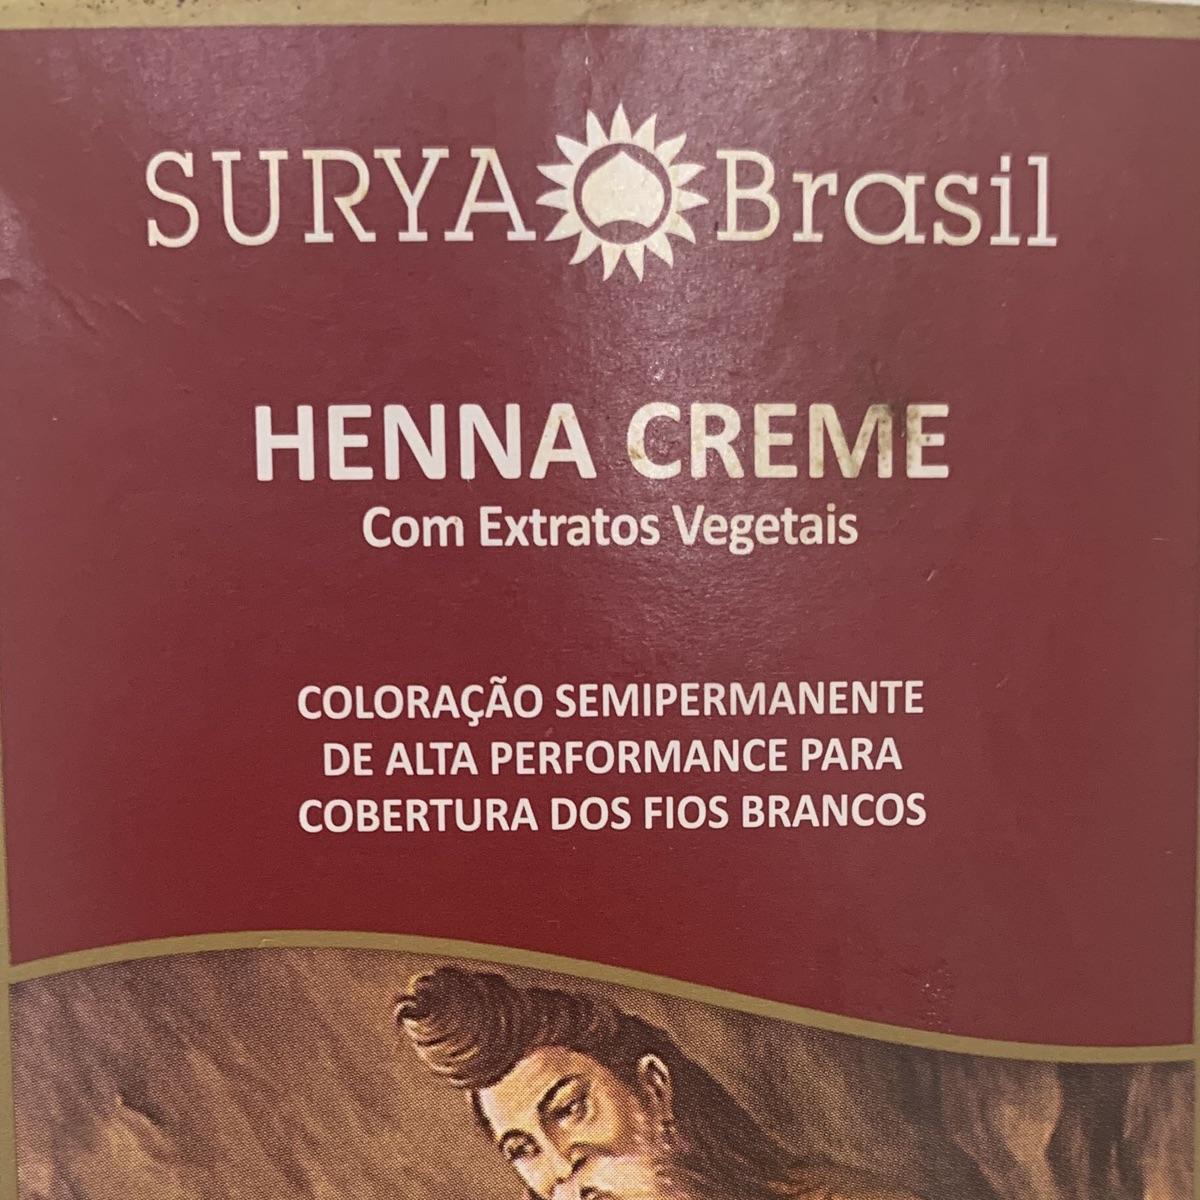 SURYA Brasil
HENNA CREME
Com Extratos Vegetais
COLORAÇÃO SEMIPERMANENTE
DE ALTA PERFORMANCE PARA
COBERTURA DOS FIOS BRANCOS